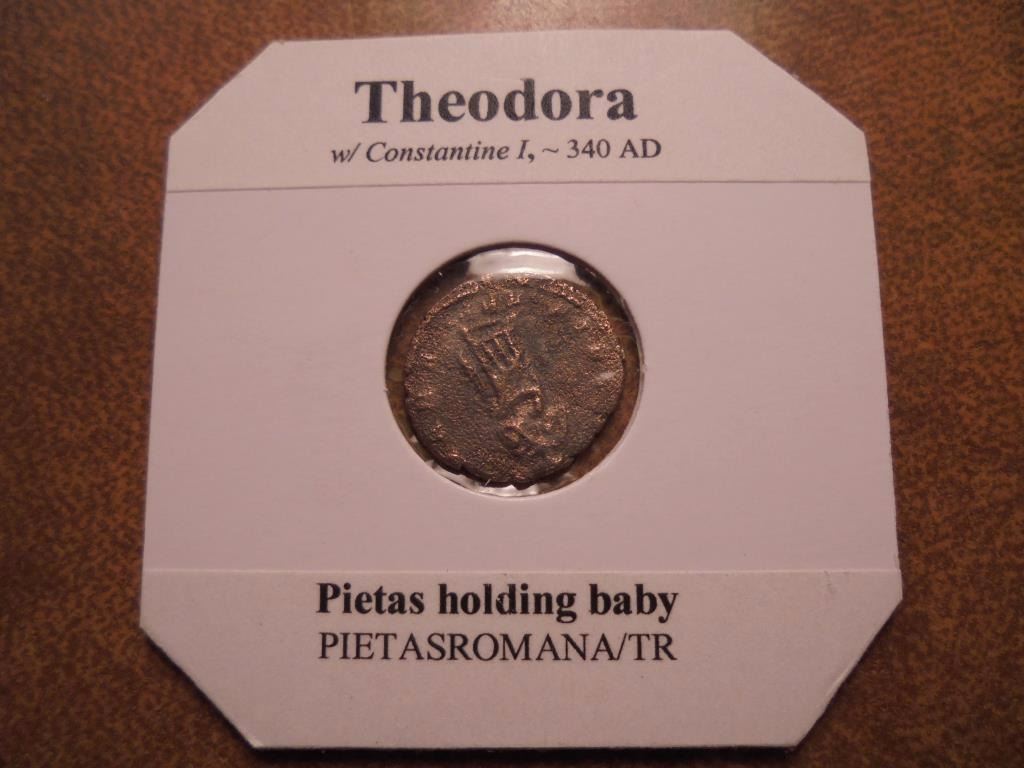 Theodora
w/ Constantine I, ~ 340 AD
Pietas holding baby
PIETASROMANA/TR